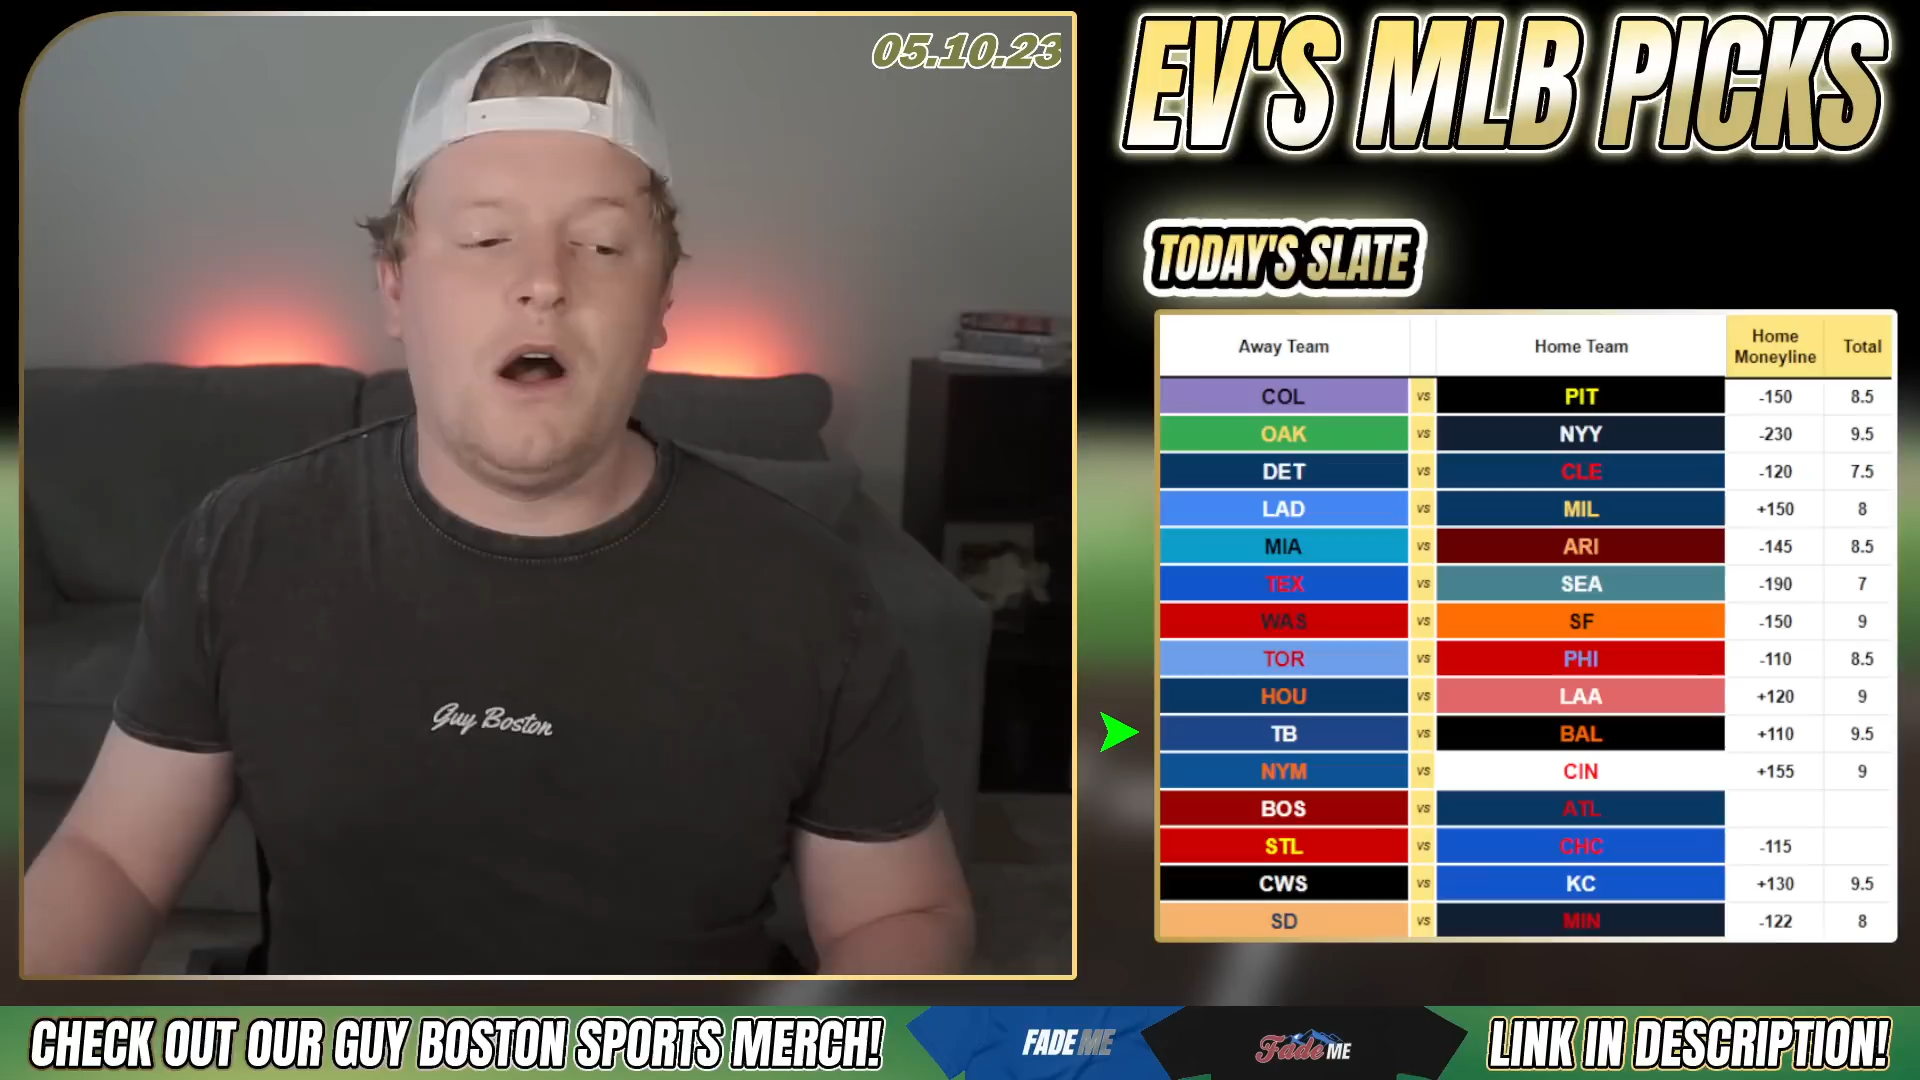 05.10.23
EV'S MLB PICKS
TODAY'S SLATE
Away Team Home Team Home Moneyline Total
COL vs PIT -150 8.5
OAK vs NYY -230 9.5
DET vs CLE -120 7.5
LAD vs MIL +150 8
MIA vs ARI -145 8.5
TEX vs SEA -190 7
WAS vs SF -150 9
TOR vs PHI -110 8.5
HOU vs LAA +120 9
TB vs BAL +110 9.5
NYM vs CIN +155 9
BOS vs ATL
STL vs CHC -115
CWS vs KC +130 9.5
SD vs MIN -122 8
Guy Boston
CHECK OUT OUR GUY BOSTON SPORTS MERCH! FADE ME Fade ME LINK IN DESCRIPTION!